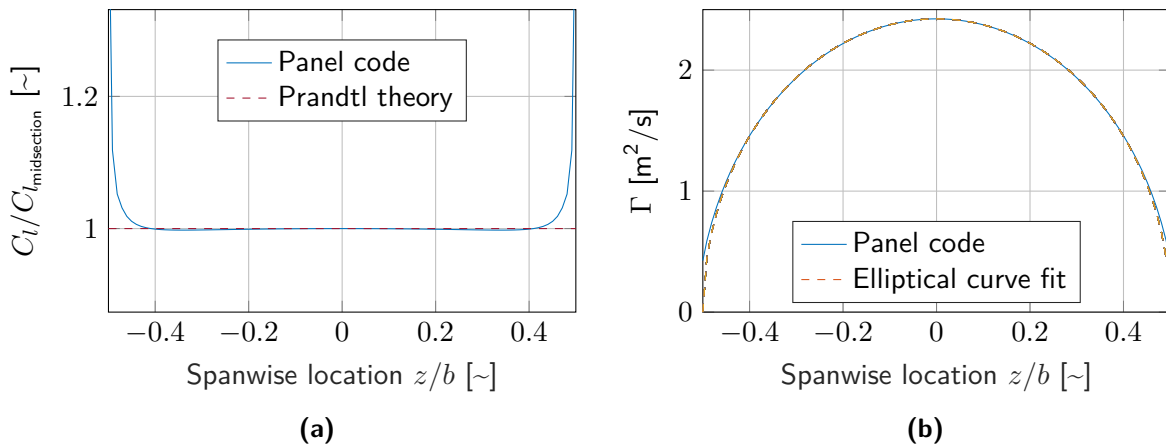 C_l/C_{l_midsection} [~]
1.2
1
Panel code
Prandtl theory
−0.4 −0.2 0 0.2 0.4
Spanwise location z/b [~]
(a)
Γ [m²/s]
2
1
0
Panel code
Elliptical curve fit
−0.4 −0.2 0 0.2 0.4
Spanwise location z/b [~]
(b)